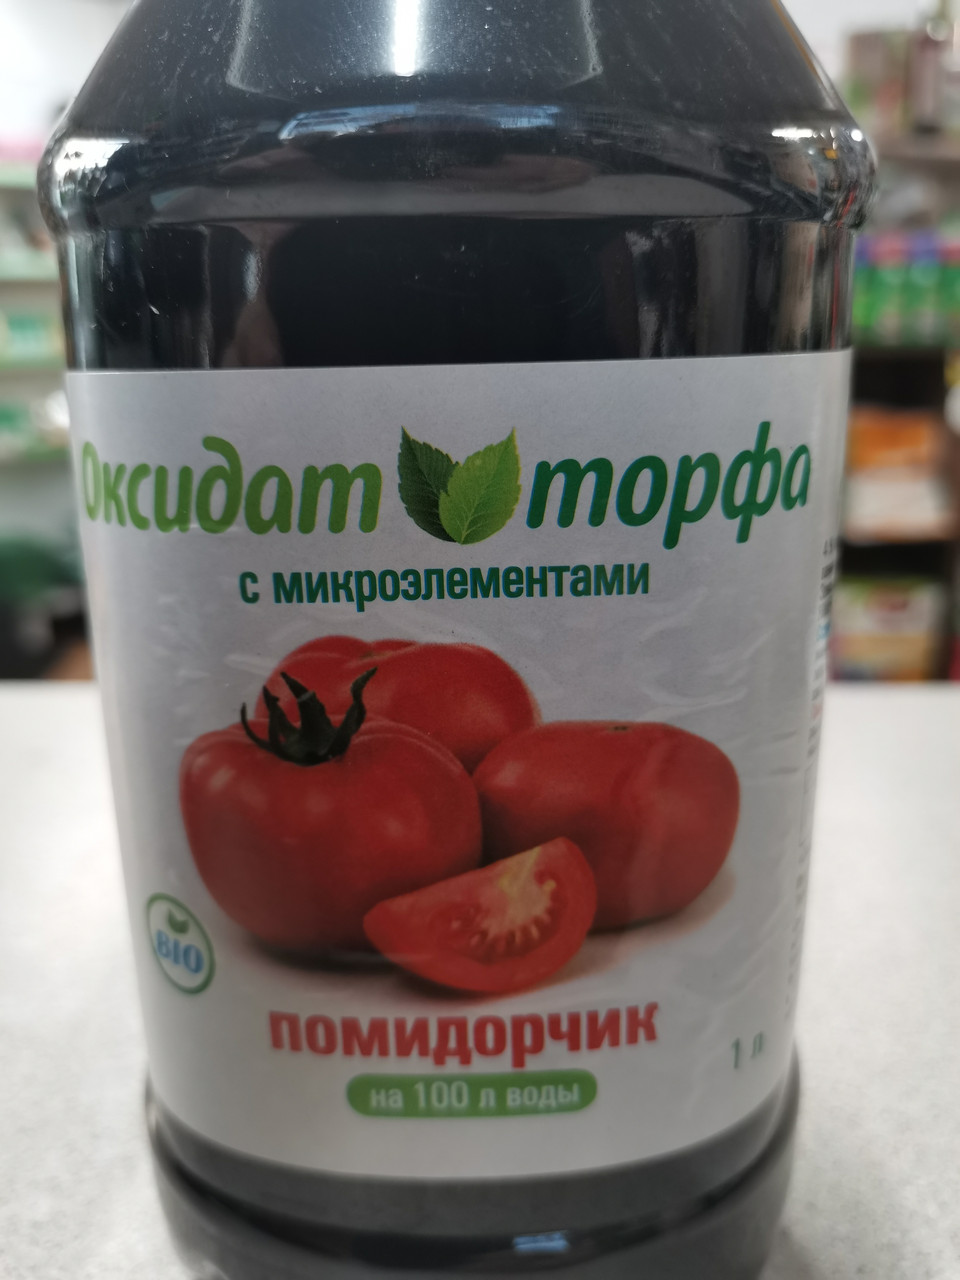 Оксидат торфа
с микроэлементами
BIO
помидорчик
1 л
на 100 л воды